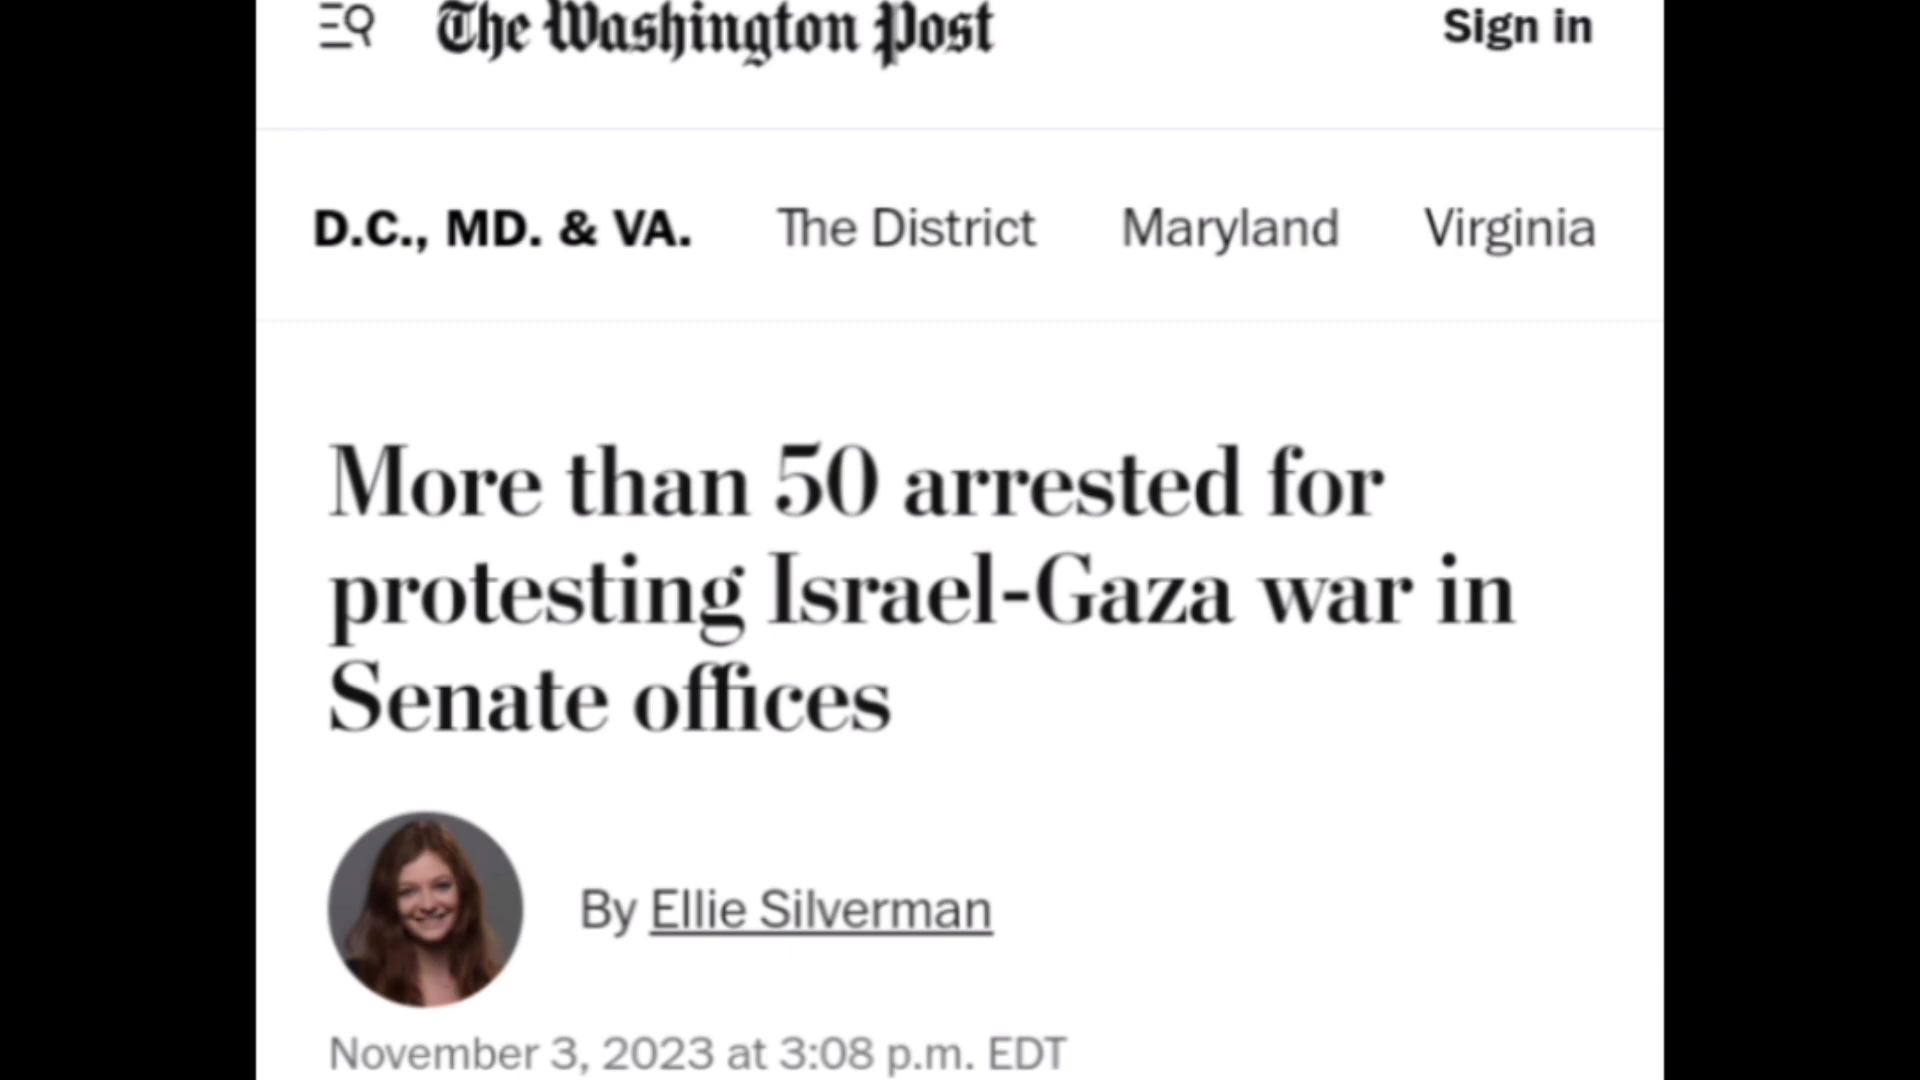 The Washington Post
Sign in
D.C., MD. & VA. The District Maryland Virginia
More than 50 arrested for
protesting Israel-Gaza war in
Senate offices
By Ellie Silverman
November 3, 2023 at 3:08 p.m. EDT